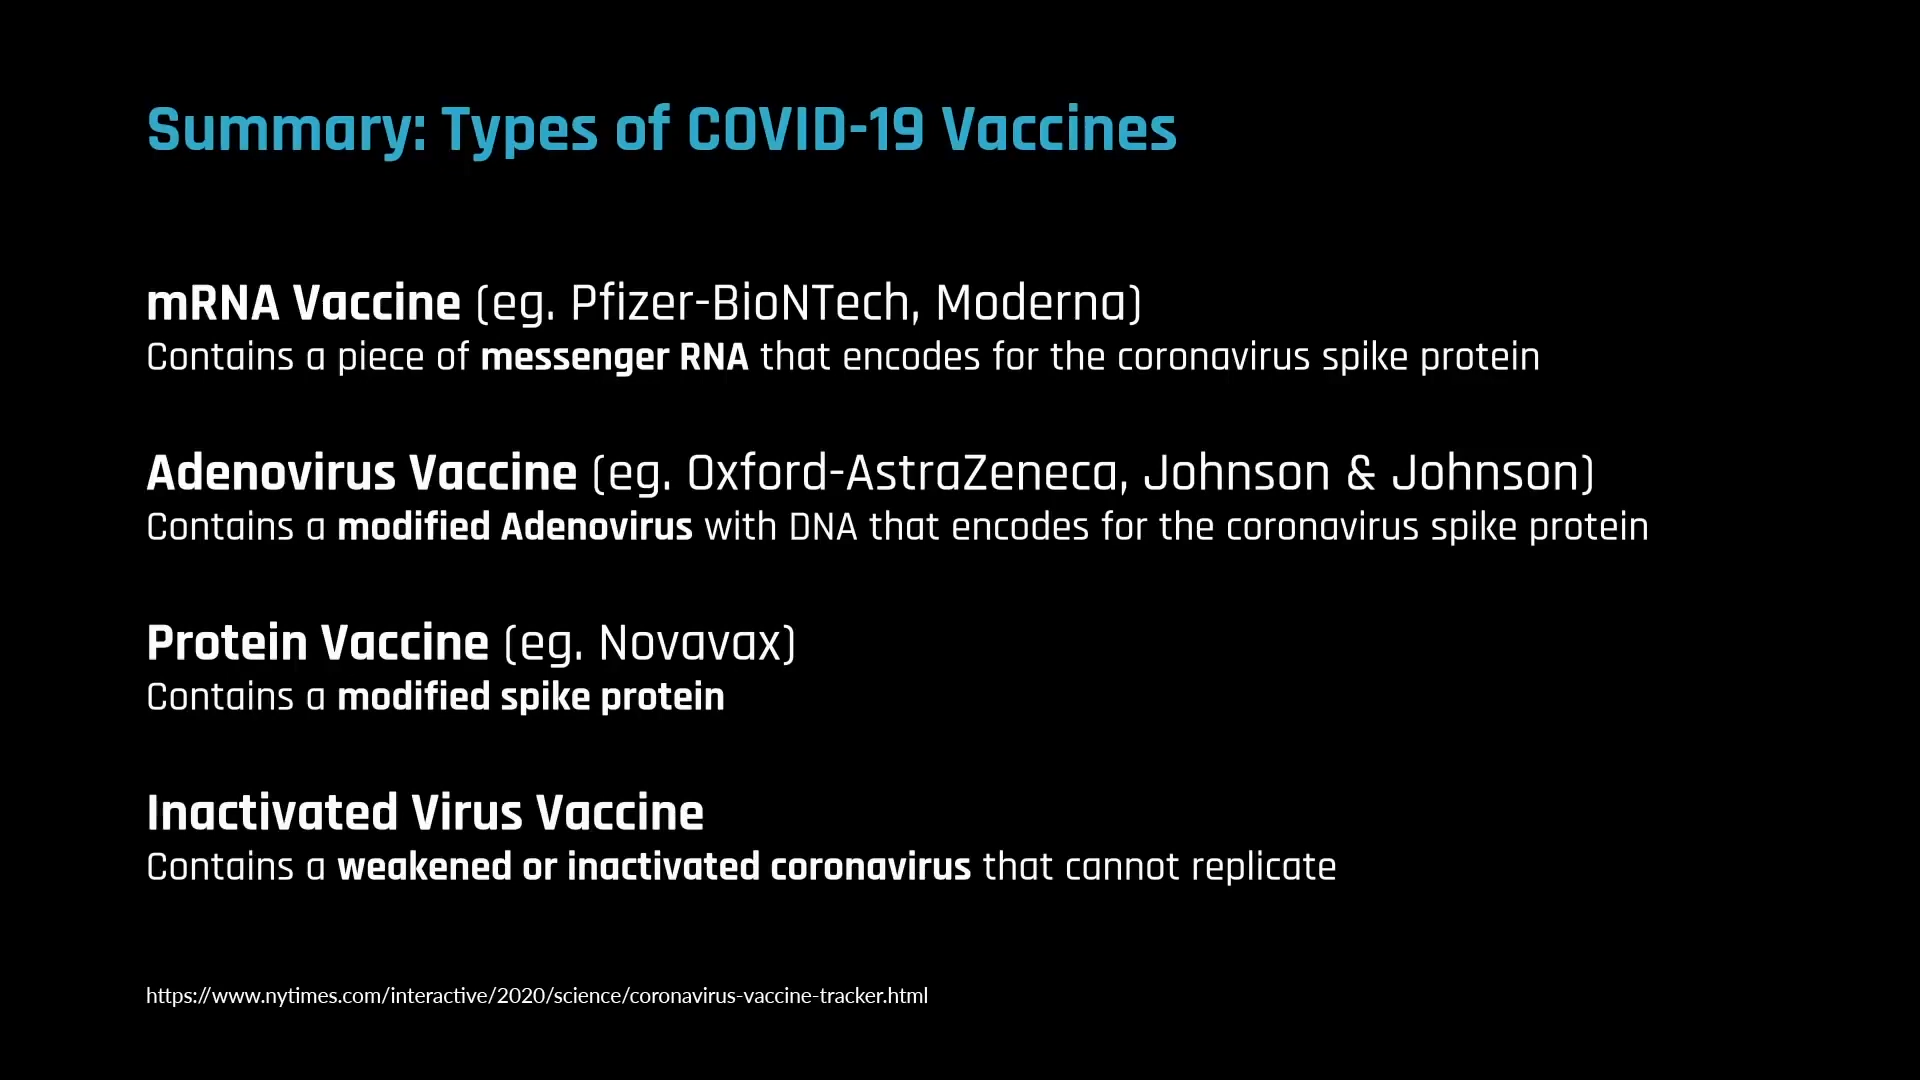 Summary: Types of COVID-19 Vaccines
mRNA Vaccine (eg. Pfizer-BioNTech, Moderna)
Contains a piece of messenger RNA that encodes for the coronavirus spike protein
Adenovirus Vaccine (eg. Oxford-AstraZeneca, Johnson & Johnson)
Contains a modified Adenovirus with DNA that encodes for the coronavirus spike protein
Protein Vaccine (eg. Novavax)
Contains a modified spike protein
Inactivated Virus Vaccine
Contains a weakened or inactivated coronavirus that cannot replicate
https://www.nytimes.com/interactive/2020/science/coronavirus-vaccine-tracker.html